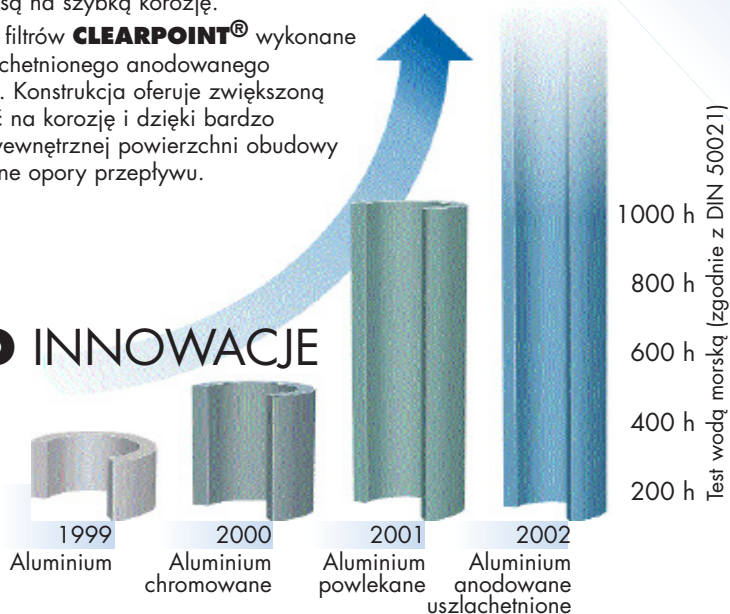 są na szybką korozję.
filtrów CLEARPOINT® wykonane
chetnionego anodowanego
. Konstrukcja oferuje zwiększoną
ć na korozję i dzięki bardzo
wewnętrznej powierzchni obudowy
ne opory przepływu.
INNOWACJE
1000 h
800 h
600 h
400 h
200 h
Test wodą morską (zgodnie z DIN 50021)
1999
Aluminium
2000
Aluminium
chromowane
2001
Aluminium
powlekane
2002
Aluminium
anodowane
uszlachetnione